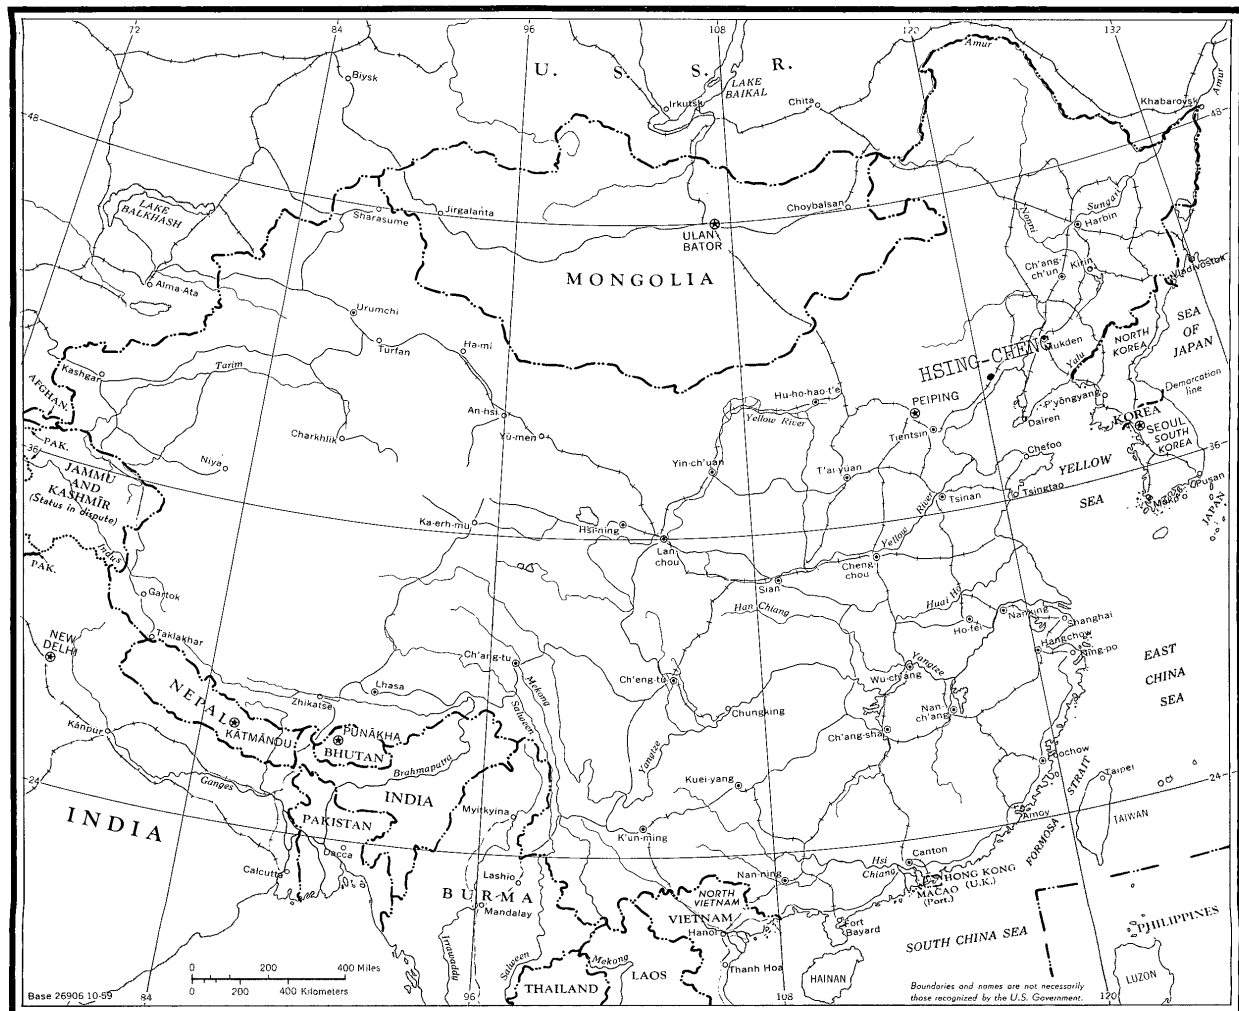 72
84
96
108
120
132
U. S. S. R.
Amur
Amur
Biysk
LAKE
BAIKAL
Irkutsk
Chita
Khabarovsk
48
48
LAKE
BALKHASH
Sharasume
Jirgalanta
Choybalsan
Nonni
Sungari
Harbin
ULAN
BATOR
MONGOLIA
Ch'ang-
ch'un
Kirin
Vladivostok
Alma-Ata
Urumchi
Turfan
Ha-mi
SEA
OF
JAPAN
HSING-CHENG
Mukden
Yalu
NORTH
KOREA
Kashgar
Tarim
AFGHAN.
Hu-ho-hao-t'e
PEIPING
P'yŏngyang
Demarcation
line
An-hsi
Yellow River
Dairen
KOREA
SEOUL
SOUTH
KOREA
Charkhlik
Yü-men
Tientsin
Chefoo
PAK.
36
36
Niya
Yin-ch'uan
T'ai-yüan
YELLOW
SEA
JAMMU
AND
KASHMĪR
(Status in dispute)
Tsinan
Tsingtao
Pusan
JAPAN
Ka-erh-mu
Hsi-ning
Lan-
chou
Yellow River
Cheng-
chou
Sian
Indus
PAK.
Gartok
Han Chiang
Huai Ho
Ho-fei
Nanking
Shanghai
Taklakhar
NEW
DELHI
Hangchow
Ning-po
Ch'ang-tu
Mekong
Salween
Ch'eng-tu
Yangtze
Wu-ch'ang
EAST
CHINA
SEA
NEPAL
KĀTMĀNDU
Zhikatse
Lhasa
Chungking
Nan-
ch'ang
Kānpur
PUNĀKHA
BHUTAN
Ch'ang-sha
Yangtze
Foochow
Brahmaputra
Ganges
INDIA
Kuei-yang
FORMOSA STRAIT
Taipei
24
24
INDIA
PAKISTAN
Myitkyina
K'un-ming
Amoy
TAIWAN
Dacca
Calcutta
Lashio
BURMA
Mandalay
Nan-ning
Hsi
Chiang
Canton
HONG KONG
(U.K.)
MACAO
(Port.)
NORTH
VIETNAM
VIETNAM
Hanoi
Fort
Bayard
SOUTH CHINA SEA
PHILIPPINES
Irrawaddy
Salween
Mekong
LAOS
Thanh Hoa
HAINAN
LUZON
THAILAND
0 200 400 Miles
0 200 400 Kilometers
Base 26906 10-59
84
96
108
120
Boundaries and names are not necessarily
those recognized by the U.S. Government.